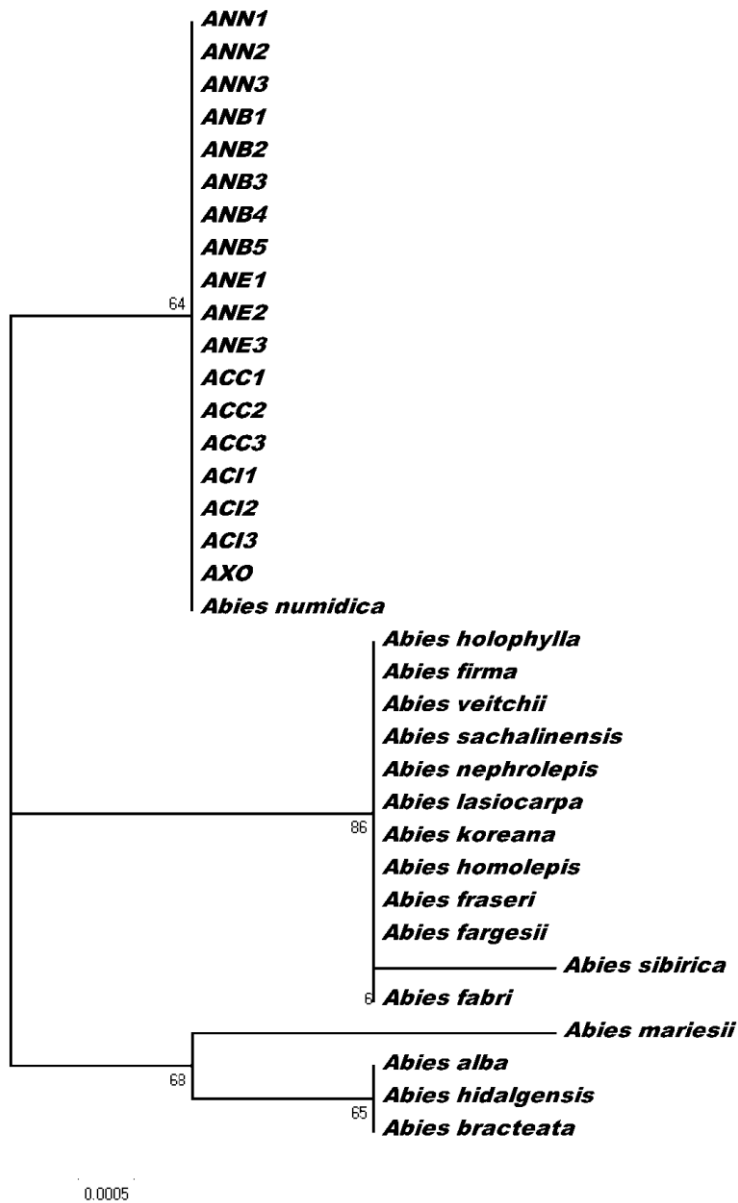 ANN1
ANN2
ANN3
ANB1
ANB2
ANB3
ANB4
ANB5
ANE1
64
ANE2
ANE3
ACC1
ACC2
ACC3
ACI1
ACI2
ACI3
AXO
Abies numidica
Abies holophylla
Abies firma
Abies veitchii
Abies sachalinensis
Abies nephrolepis
Abies lasiocarpa
86
Abies koreana
Abies homolepis
Abies fraseri
Abies fargesii
Abies sibirica
6
Abies fabri
Abies mariesii
Abies alba
68
Abies hidalgensis
65
Abies bracteata
0.0005